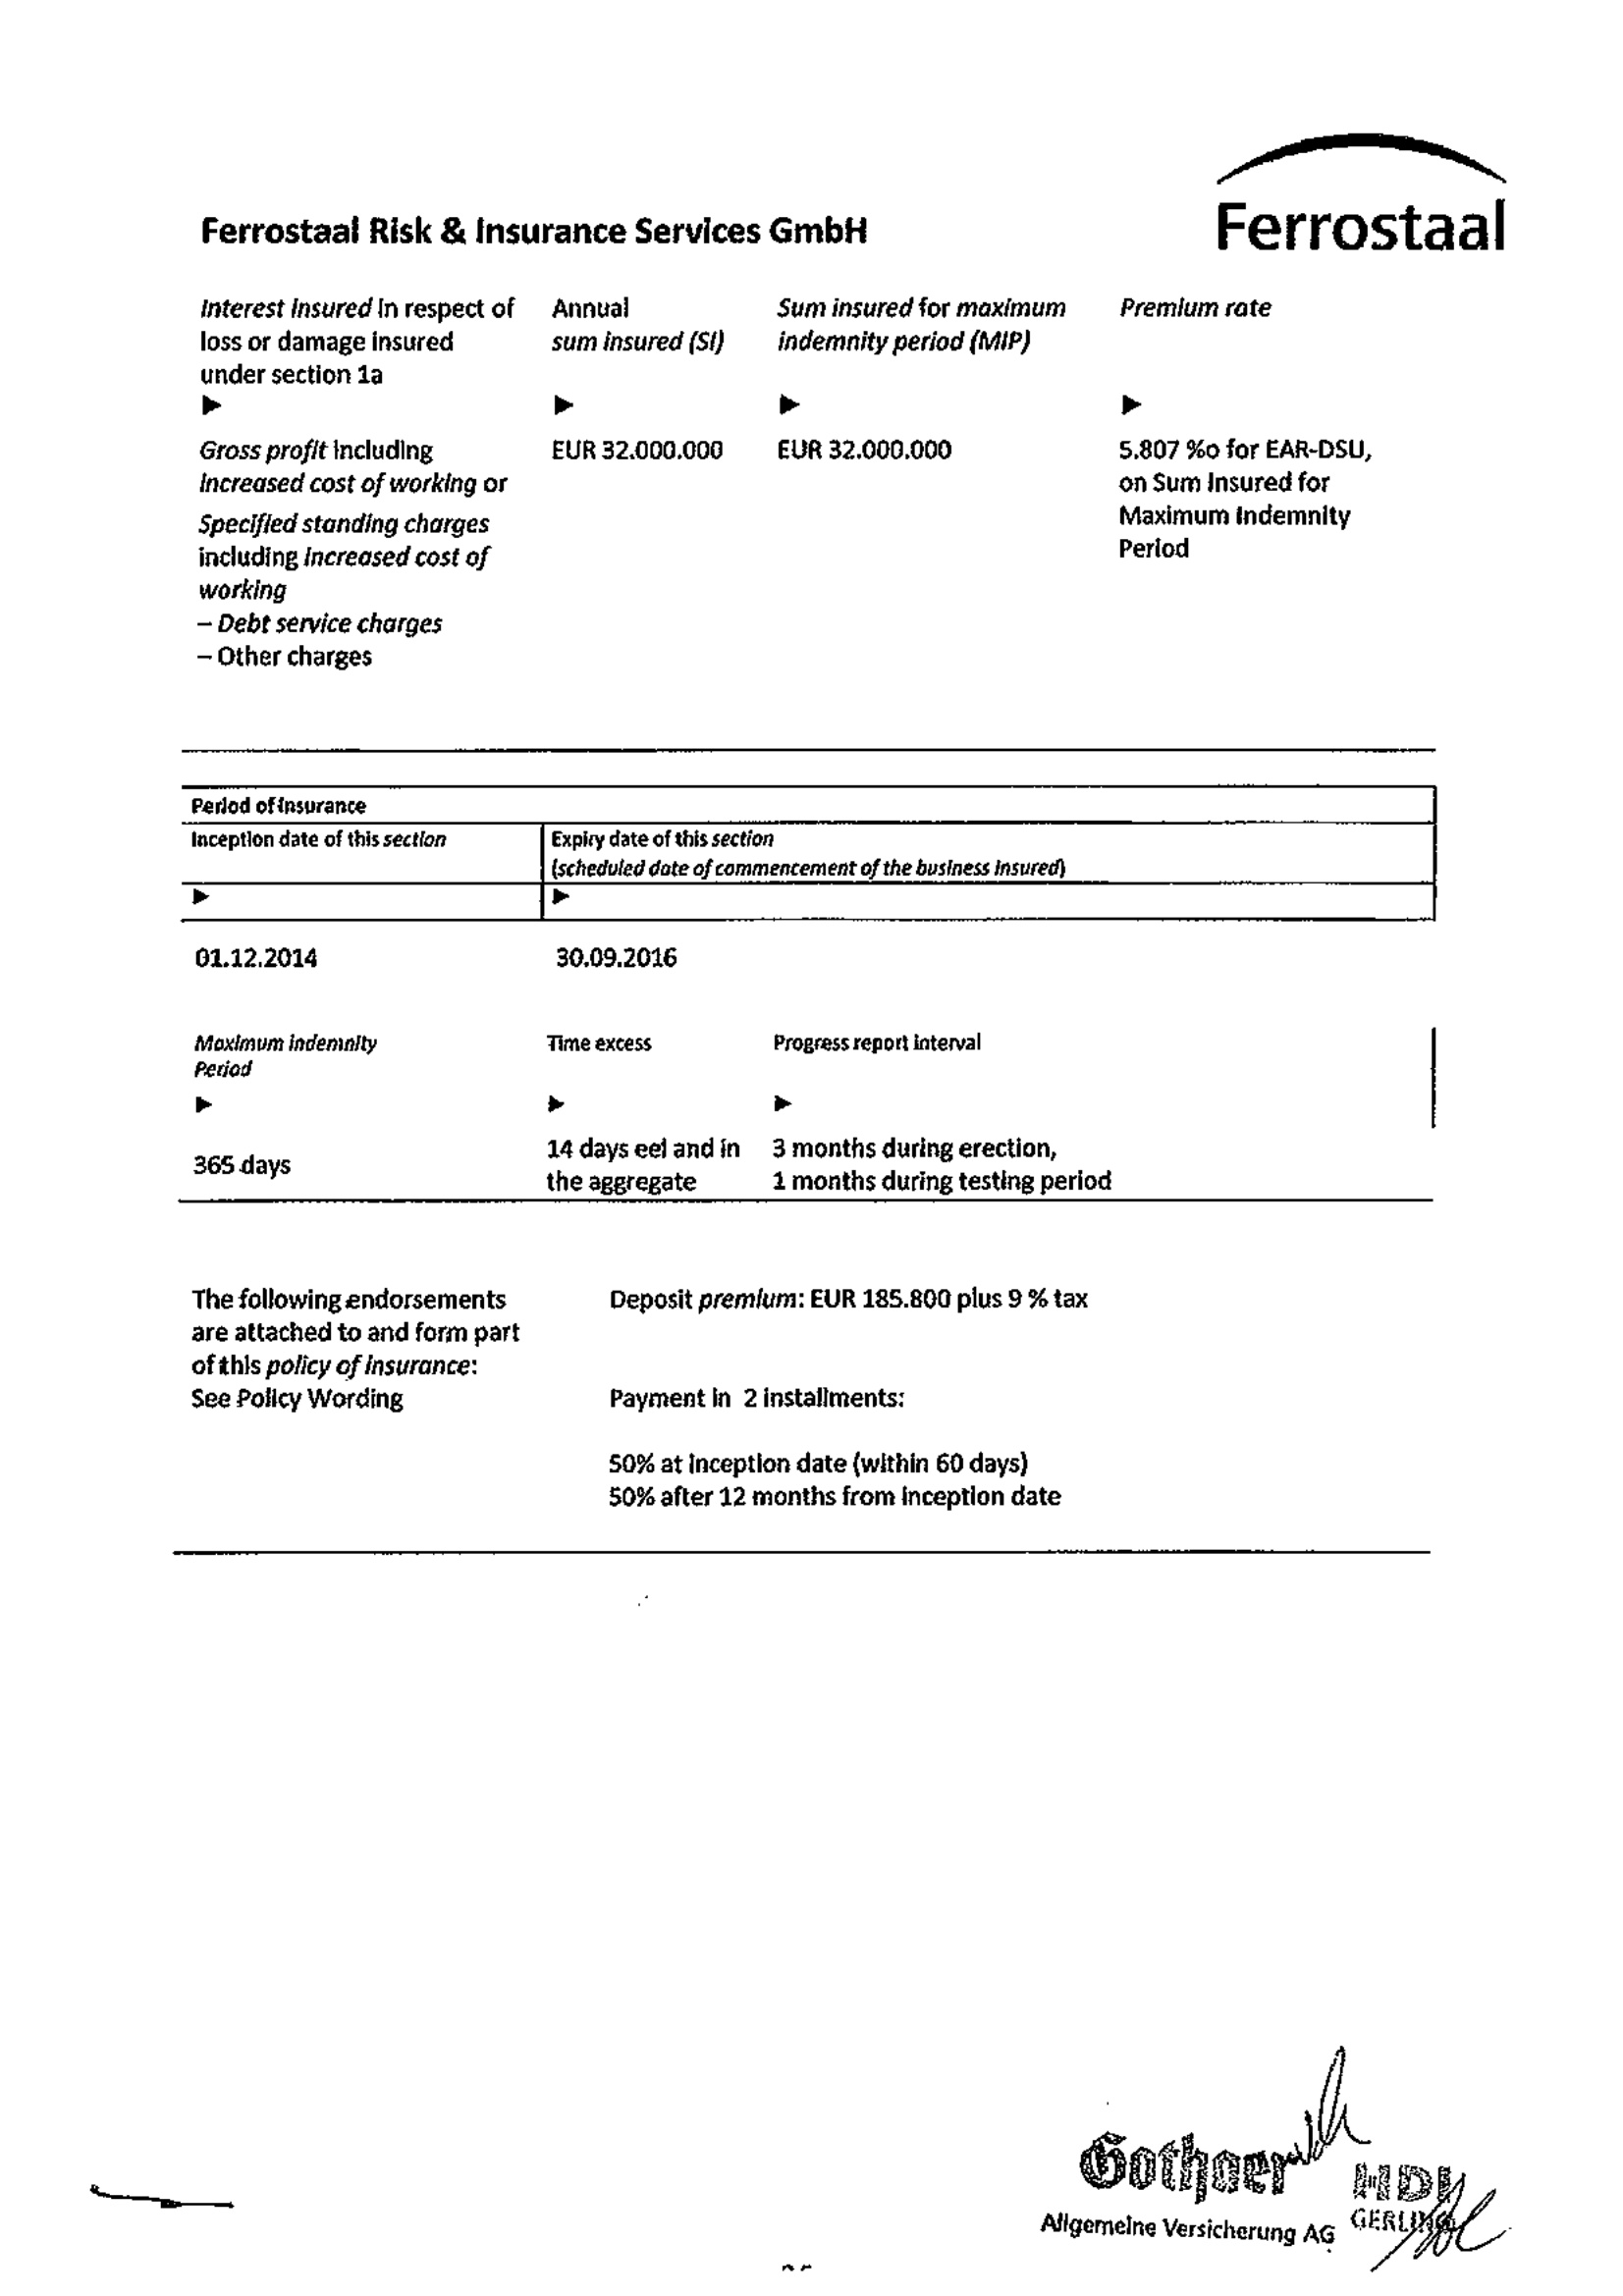 Ferrostaal
Ferrostaal Risk & Insurance Services GmbH
Interest Insured in respect of loss or damage insured under section 1a
Annual sum insured (SI)
Sum insured for maximum indemnity period (MIP)
Premium rate
► ► ► ►
Gross profit including
Increased cost of working or
Specified standing charges
including Increased cost of
working
– Debt service charges
– Other charges
EUR 32.000.000
EUR 32.000.000
5.807 %o for EAR-DSU,
on Sum Insured for
Maximum Indemnity
Period
Period of Insurance
Inception date of this section
Expiry date of this section
(scheduled date of commencement of the business insured)
► ►
01.12.2014 30.09.2016
Maximum indemnity
Period
Time excess
Progress report interval
► ► ►
365 days
14 days eel and in
the aggregate
3 months during erection,
1 months during testing period
The following endorsements
are attached to and form part
of this policy of insurance:
See Policy Wording
Deposit premium: EUR 185.800 plus 9 % tax
Payment in 2 installments:
50% at inception date (within 60 days)
50% after 12 months from inception date
Gothaer
Allgemeine Versicherung AG
HDI
GERLING